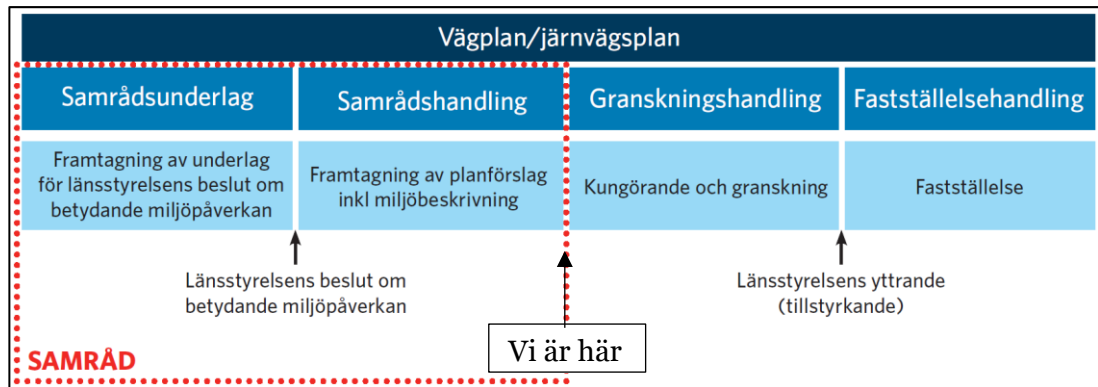 Vägplan/järnvägsplan
Samrådsunderlag
Samrådshandling
Granskningshandling
Fastställelsehandling
Framtagning av underlag
för länsstyrelsens beslut om
betydande miljöpåverkan
Framtagning av planförslag
inkl miljöbeskrivning
Kungörande och granskning
Fastställelse
Länsstyrelsens beslut om
betydande miljöpåverkan
Länsstyrelsens yttrande
(tillstyrkande)
Vi är här
SAMRÅD